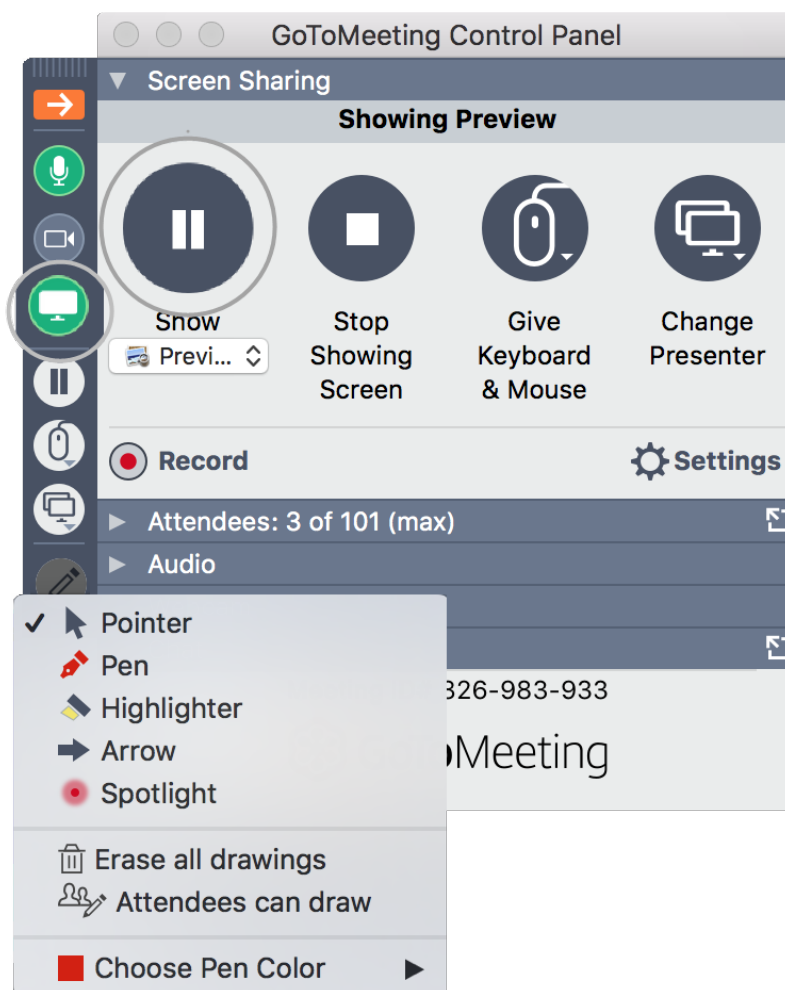 GoToMeeting Control Panel
Screen Sharing
Showing Preview
Show
Previ...
Stop
Showing
Screen
Give
Keyboard
& Mouse
Change
Presenter
Record
Settings
Attendees: 3 of 101 (max)
Audio
Pointer
Pen
Highlighter
Arrow
Spotlight
Erase all drawings
Attendees can draw
Choose Pen Color
326-983-933
Meeting